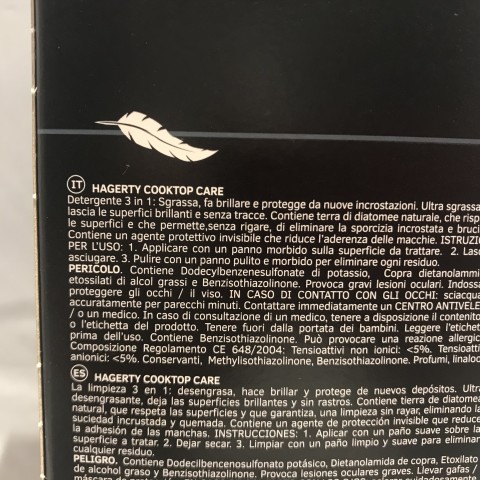 IT HAGERTY COOKTOP CARE
Detergente 3 in 1: Sgrassa, fa brillare e protegge da nuove incrostazioni. Ultra sgrassa
lascia le superfici brillanti e senza tracce. Contiene terra di diatomee naturale, che risp
le superfici e che permette,senza rigare, di eliminare la sporcizia incrostata e bruci
Contiene un agente protettivo invisibile che riduce l'aderenza delle macchie. ISTRUZIO
PER L'USO: 1. Applicare con un panno morbido sulla superficie da trattare. 2. Lasc
asciugare. 3. Pulire con un panno pulito e morbido per eliminare ogni residuo.
PERICOLO. Contiene Dodecylbenzenesulfonate di potassio, Copra dietanolammi
etossilati di alcol grassi e Benzisothiazolinone. Provoca gravi lesioni oculari. Indossa
proteggere gli occhi / il viso. IN CASO DI CONTATTO CON GLI OCCHI: sciacqua
accuratamente per parecchi minuti. Contattare immediatamente un CENTRO ANTIVELE
/ o un medico. In caso di consultazione di un medico, tenere a disposizione il contenito
o l'etichetta del prodotto. Tenere fuori dalla portata dei bambini. Leggere l'etichet
prima dell'uso. Contiene Benzisothiazolinone. Può provocare una reazione allergic
Composizione Regolamento CE 648/2004: Tensioattivi non ionici: <5%. Tensioatti
anionici: <5%. Conservanti, Methylisothiazolinone, Benzisothiazolinone. Profumi, linaloo
ES HAGERTY COOKTOP CARE
La limpieza 3 en 1: desengrasa, hace brillar y protege de nuevos depósitos. Ultra
desengrasante, deja las superficies brillantes y sin rastros. Contiene tierra de diatomea
natural, que respeta las superficies y que garantiza, una limpieza sin rayar, eliminando la
suciedad incrustada y quemada. Contiene un agente de protección invisible que reduce
la adhesión de las manchas. INSTRUCCIONES: 1. Aplicar con un paño suave sobre la
superficie a tratar. 2. Dejar secar. 3. Limpiar con un paño limpio y suave para eliminar
cualquier residuo.
PELIGRO. Contiene Dodecilbencenosulfonato potásico, Dietanolamida de copra, Etoxilato
de alcohol graso y Benzisothiazolinone. Provoca lesiones oculares graves. Llevar gafas /